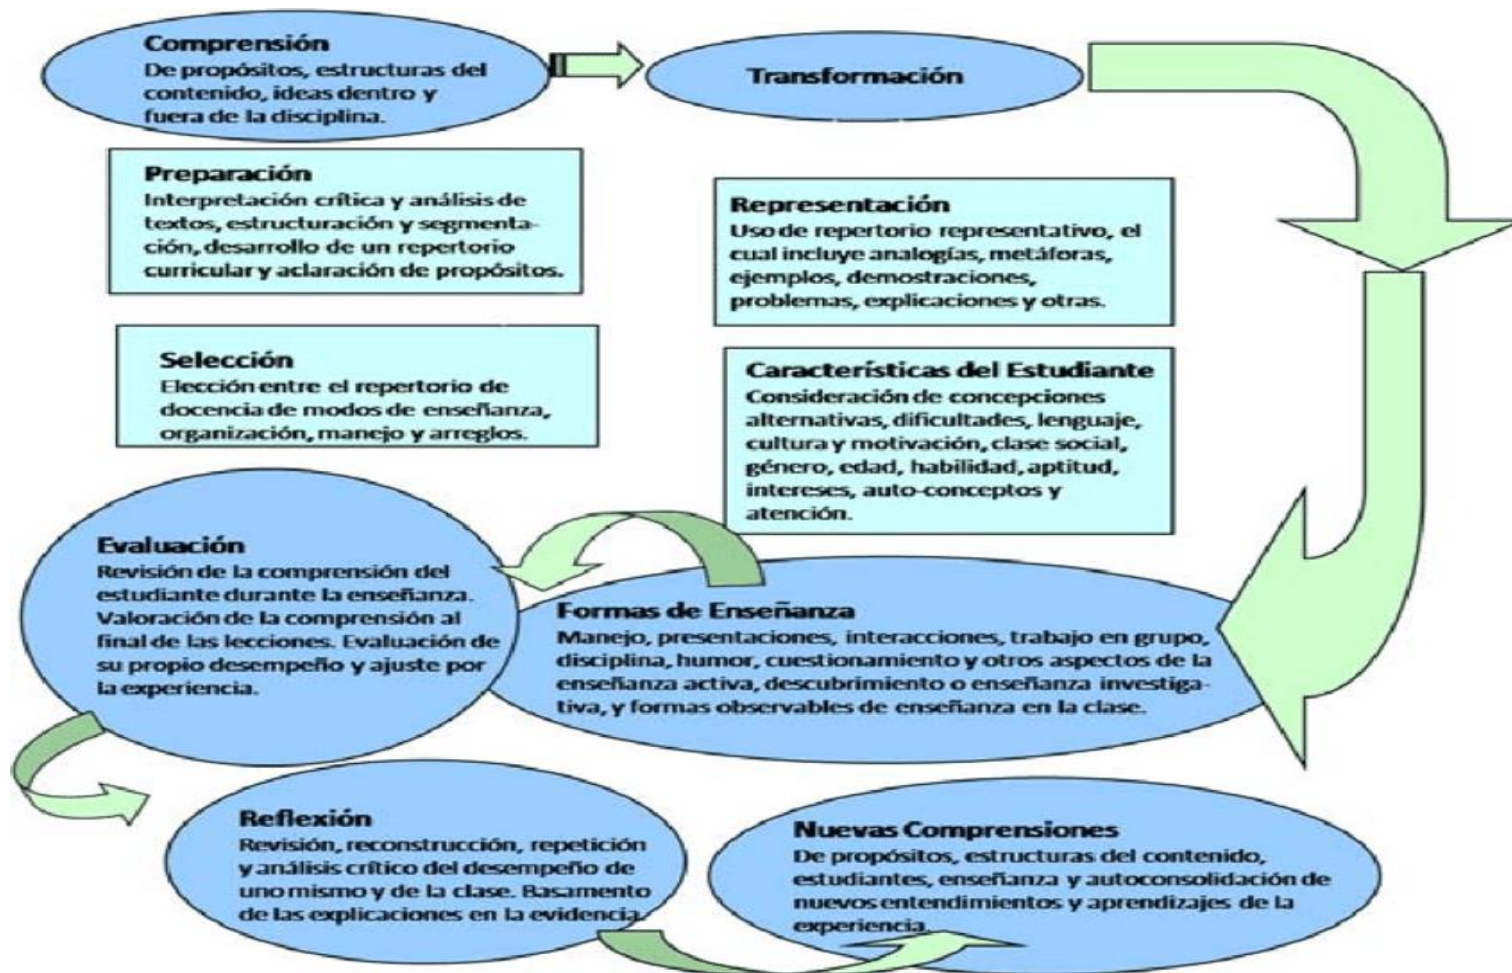 Comprensión
De propósitos, estructuras del
contenido, ideas dentro y
fuera de la disciplina.
Transformación
Preparación
Interpretación crítica y análisis de
textos, estructuración y segmenta-
ción, desarrollo de un repertorio
curricular y aclaración de propósitos.
Representación
Uso de repertorio representativo, el
cual incluye analogías, metáforas,
ejemplos, demostraciones,
problemas, explicaciones y otras.
Selección
Elección entre el repertorio de
docencia de modos de enseñanza,
organización, manejo y arreglos.
Características del Estudiante
Consideración de concepciones
alternativas, dificultades, lenguaje,
cultura y motivación, clase social,
género, edad, habilidad, aptitud,
intereses, auto-conceptos y
atención.
Evaluación
Revisión de la comprensión del
estudiante durante la enseñanza.
Valoración de la comprensión al
final de las lecciones. Evaluación de
su propio desempeño y ajuste por
la experiencia.
Formas de Enseñanza
Manejo, presentaciones, interacciones, trabajo en grupo,
disciplina, humor, cuestionamiento y otros aspectos de la
enseñanza activa, descubrimiento o enseñanza investiga-
tiva, y formas observables de enseñanza en la clase.
Reflexión
Revisión, reconstrucción, repetición
y análisis crítico del desempeño de
uno mismo y de la clase. Basamento
de las explicaciones en la evidencia.
Nuevas Comprensiones
De propósitos, estructuras del contenido,
estudiantes, enseñanza y autoconsolidación de
nuevos entendimientos y aprendizajes de la
experiencia.